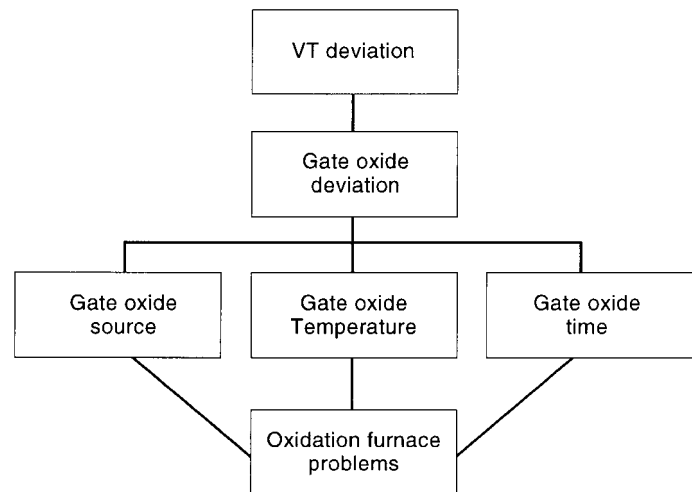 VT deviation
Gate oxide
deviation
Gate oxide
source
Gate oxide
Temperature
Gate oxide
time
Oxidation furnace
problems